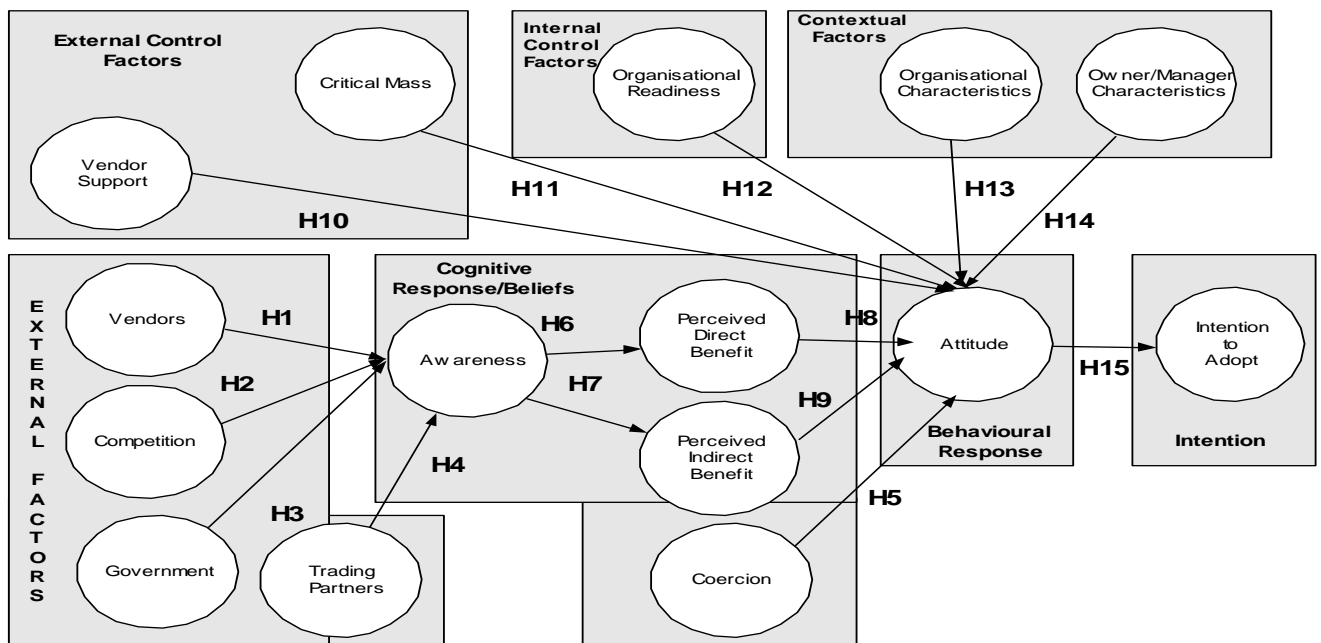 External Control
Factors
Critical Mass
Vendor
Support
Internal
Control
Factors
Organisational
Readiness
Contextual
Factors
Organisational
Characteristics
Owner/Manager
Characteristics
H10
H11
H12
H13
H14
EXTERNAL FACTORS
Vendors
Competition
Government
Trading
Partners
H1
H2
H3
H4
Cognitive
Response/Beliefs
Awareness
H6
H7
Perceived
Direct
Benefit
Perceived
Indirect
Benefit
Coercion
H8
H9
H5
Attitude
Behavioural
Response
H15
Intention
to
Adopt
Intention